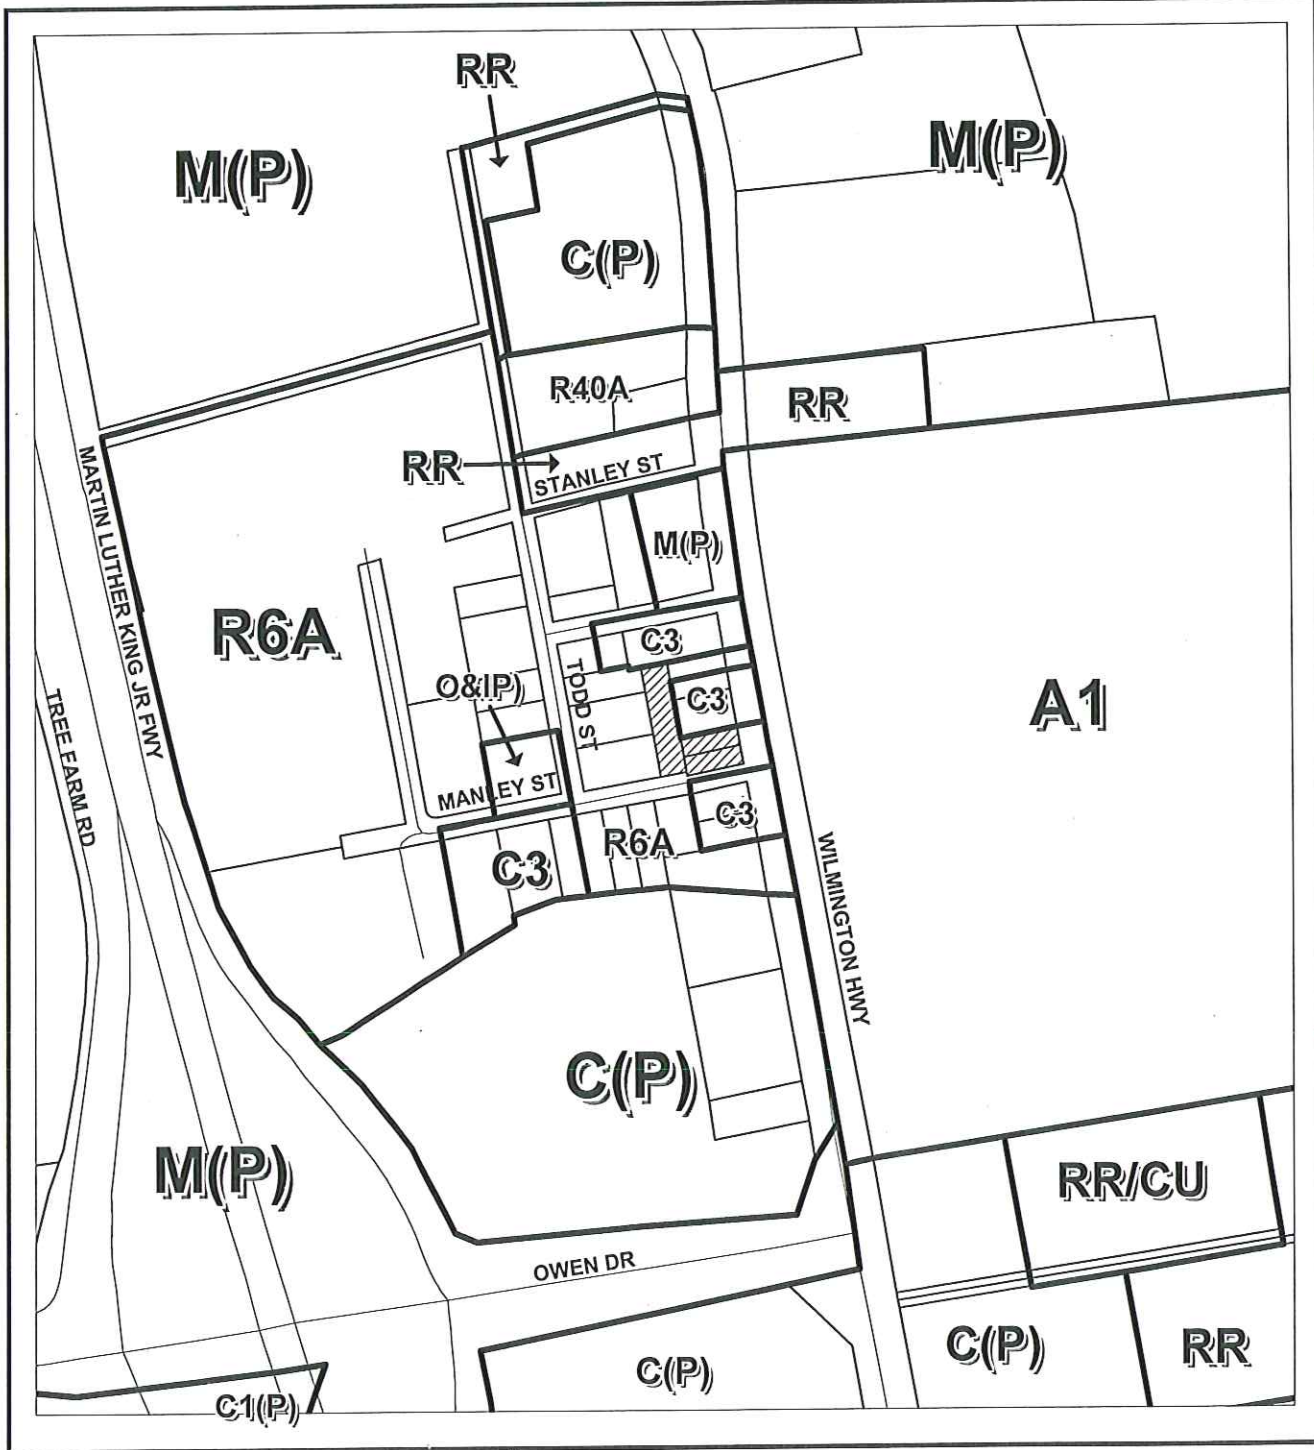 RR
M(P)
M(P)
C(P)
R40A
RR
RR
STANLEY ST
MARTIN LUTHER KING JR FWY
M(P)
R6A
C3
TODD ST
O&IP)
C3
A1
TREE FARM RD
MANLEY ST
C3
R6A
C3
WILMINGTON HWY
C(P)
M(P)
RR/CU
OWEN DR
C(P)
RR
C(P)
C1(P)